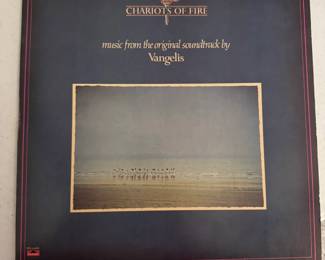 CHARIOTS OF FIRE
music from the original soundtrack by
Vangelis